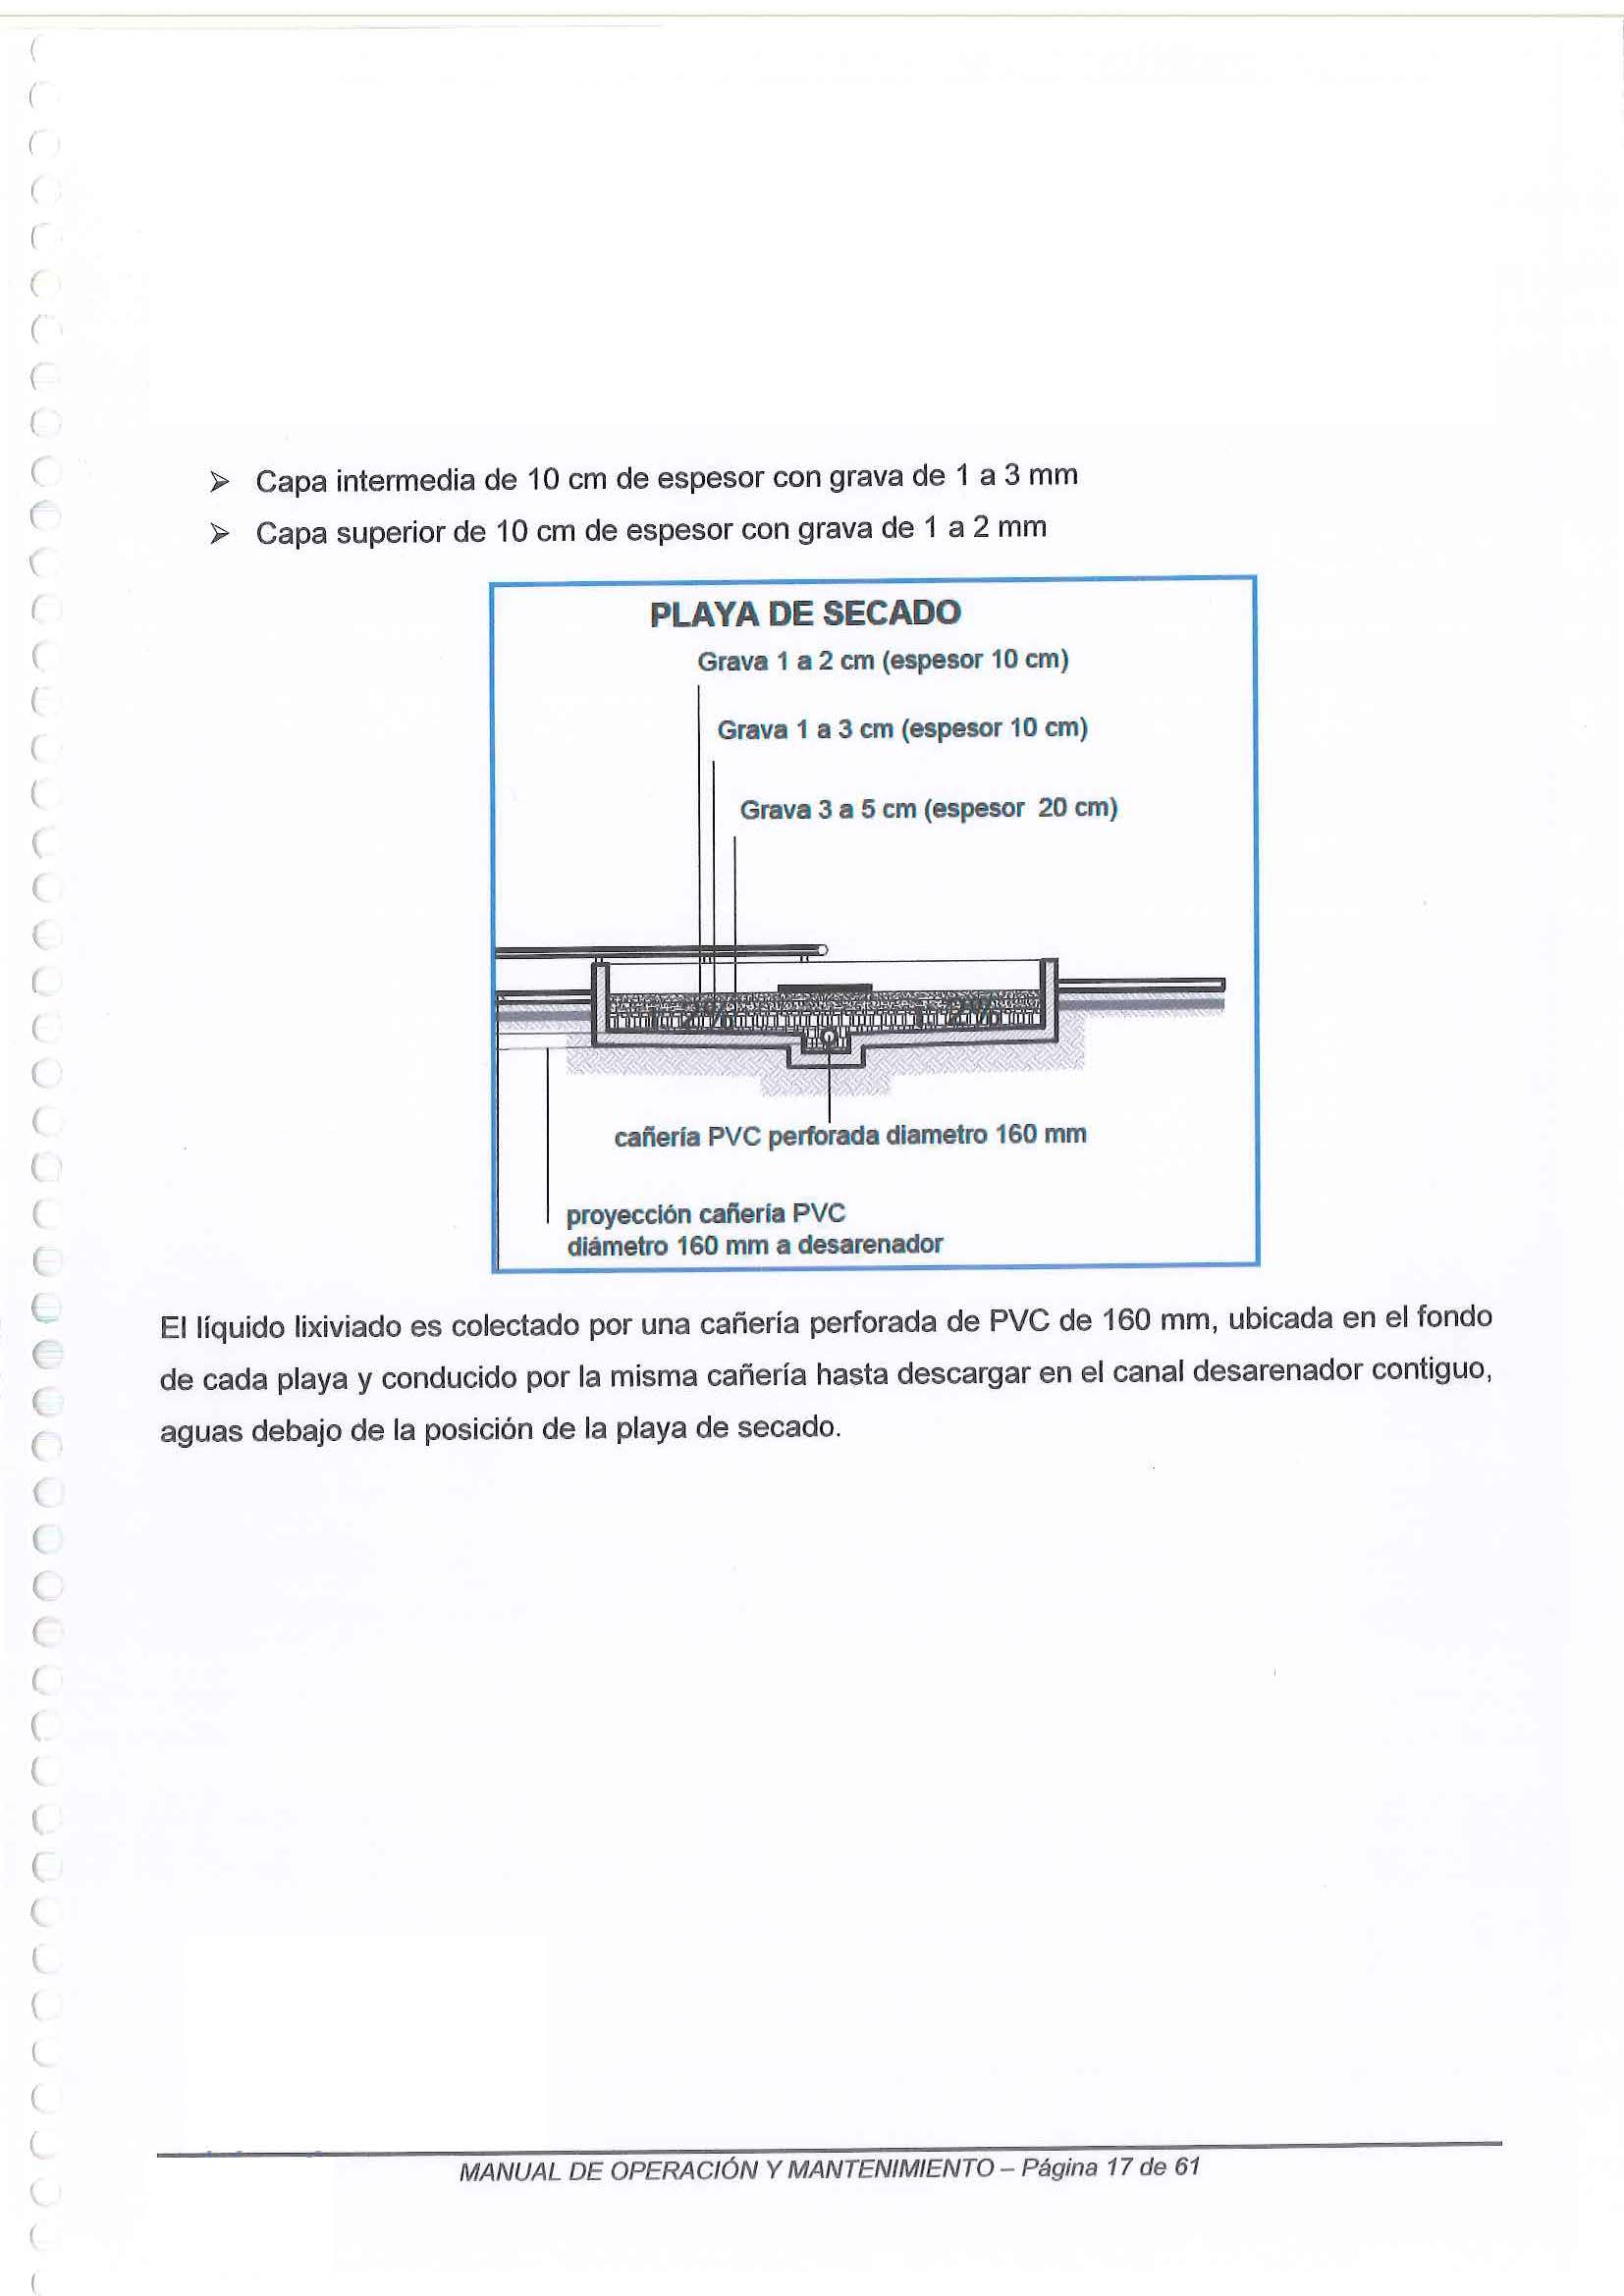 ➢ Capa intermedia de 10 cm de espesor con grava de 1 a 3 mm
➢ Capa superior de 10 cm de espesor con grava de 1 a 2 mm
PLAYA DE SECADO
Grava 1 a 2 cm (espesor 10 cm)
Grava 1 a 3 cm (espesor 10 cm)
Grava 3 a 5 cm (espesor 20 cm)
2% 2%
cañería PVC perforada diametro 160 mm
proyección cañería PVC
diámetro 160 mm a desarenador
El líquido lixiviado es colectado por una cañería perforada de PVC de 160 mm, ubicada en el fondo
de cada playa y conducido por la misma cañería hasta descargar en el canal desarenador contiguo,
aguas debajo de la posición de la playa de secado.
MANUAL DE OPERACIÓN Y MANTENIMIENTO – Página 17 de 61